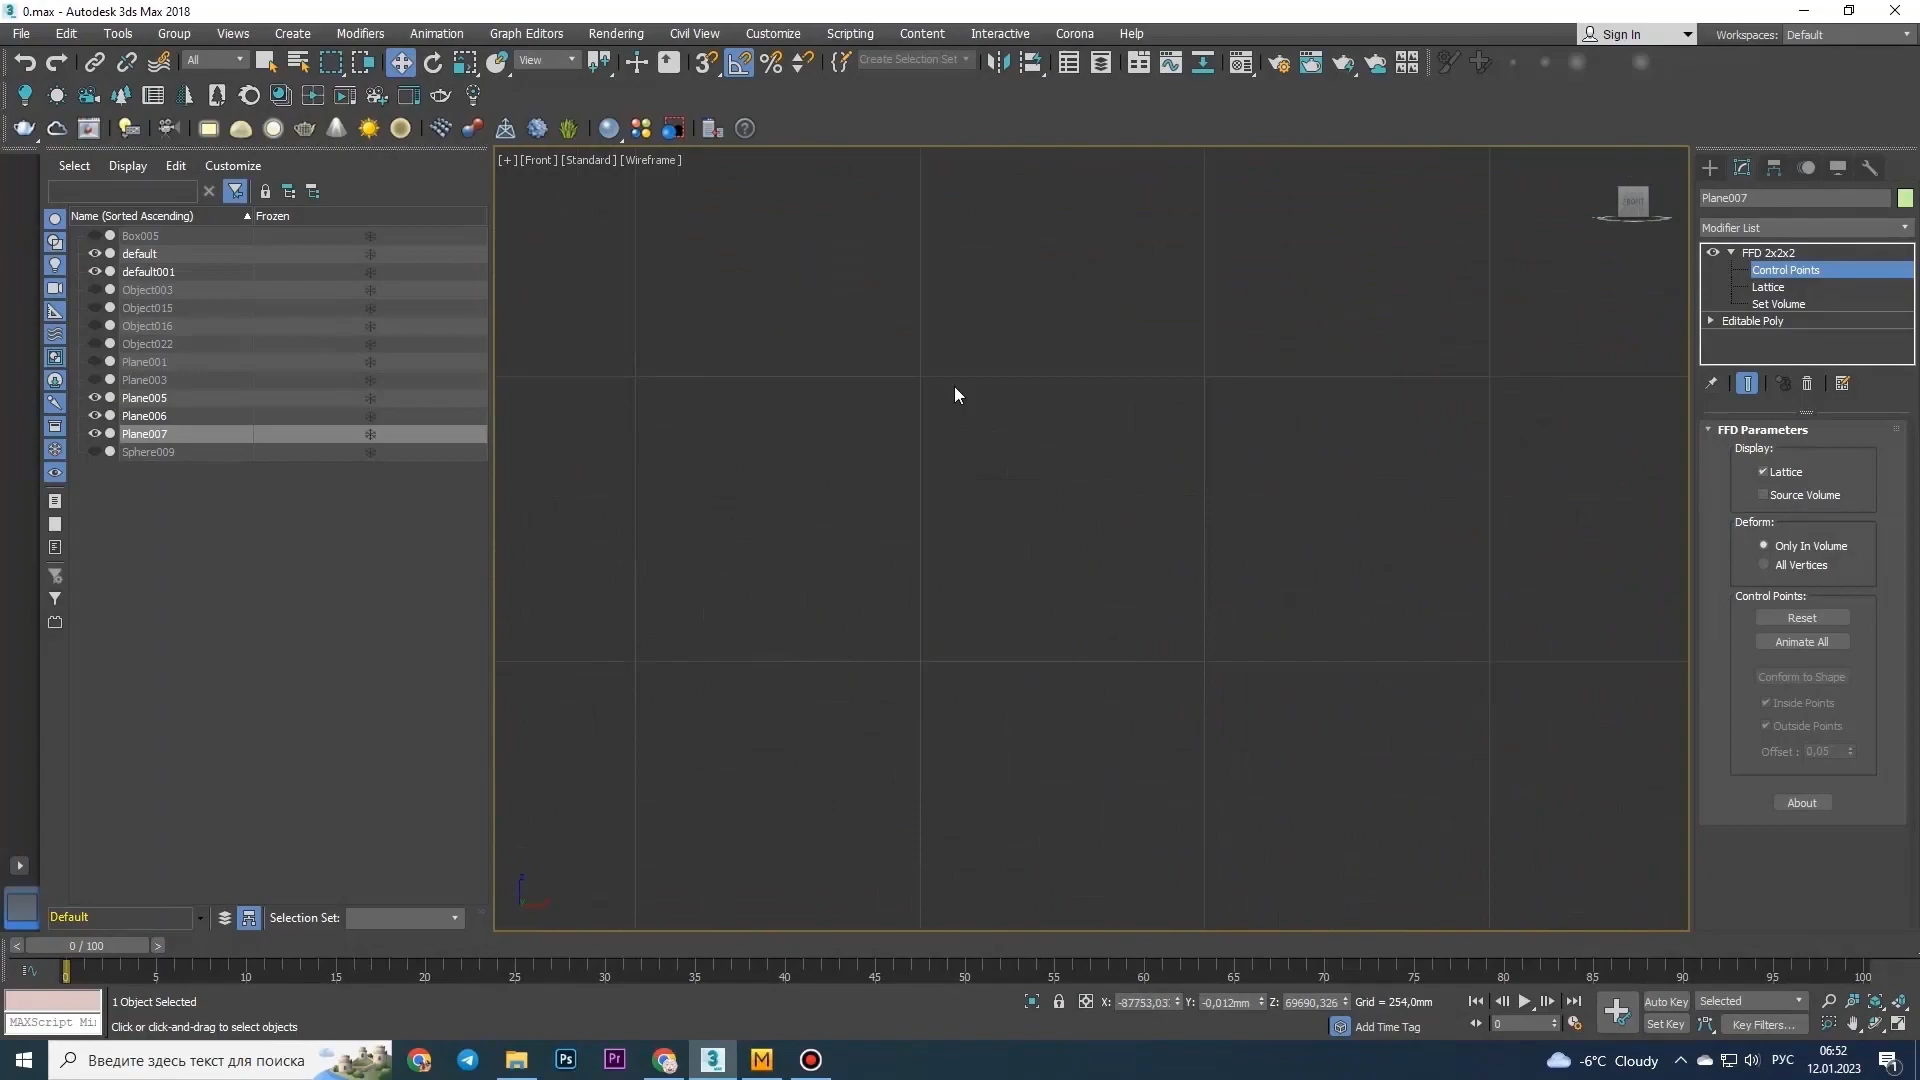 0.max - Autodesk 3ds Max 2018
File Edit Tools Group Views Create Modifiers Animation Graph Editors Rendering Civil View Customize Scripting Content Interactive Corona Help
Sign In
Workspaces: Default
All
View
Create Selection Set
Select Display Edit Customize
[+] [Front] [Standard] [Wireframe]
FRONT
Name (Sorted Ascending) Frozen
Box005
default
default001
Object003
Object015
Object016
Object022
Plane001
Plane003
Plane005
Plane006
Plane007
Sphere009
Plane007
Modifier List
FFD 2x2x2
Control Points
Lattice
Set Volume
Editable Poly
FFD Parameters
Display:
Lattice
Source Volume
Deform:
Only In Volume
All Vertices
Control Points:
Reset
Animate All
Conform to Shape
Inside Points
Outside Points
Offset : 0,05
About
Default
Selection Set:
< 0 / 100 >
0 5 10 15 20 25 30 35 40 45 50 55 60 65 70 75 80 85 90 95 100
1 Object Selected
MAXScript Mi
Click or click-and-drag to select objects
X: -87753,03 Y: -0,012mm Z: 69690,326 Grid = 254,0mm
Add Time Tag
0
Auto Key Selected
Set Key Key Filters...
Введите здесь текст для поиска
-6°C Cloudy
РУС
06:52
12.01.2023